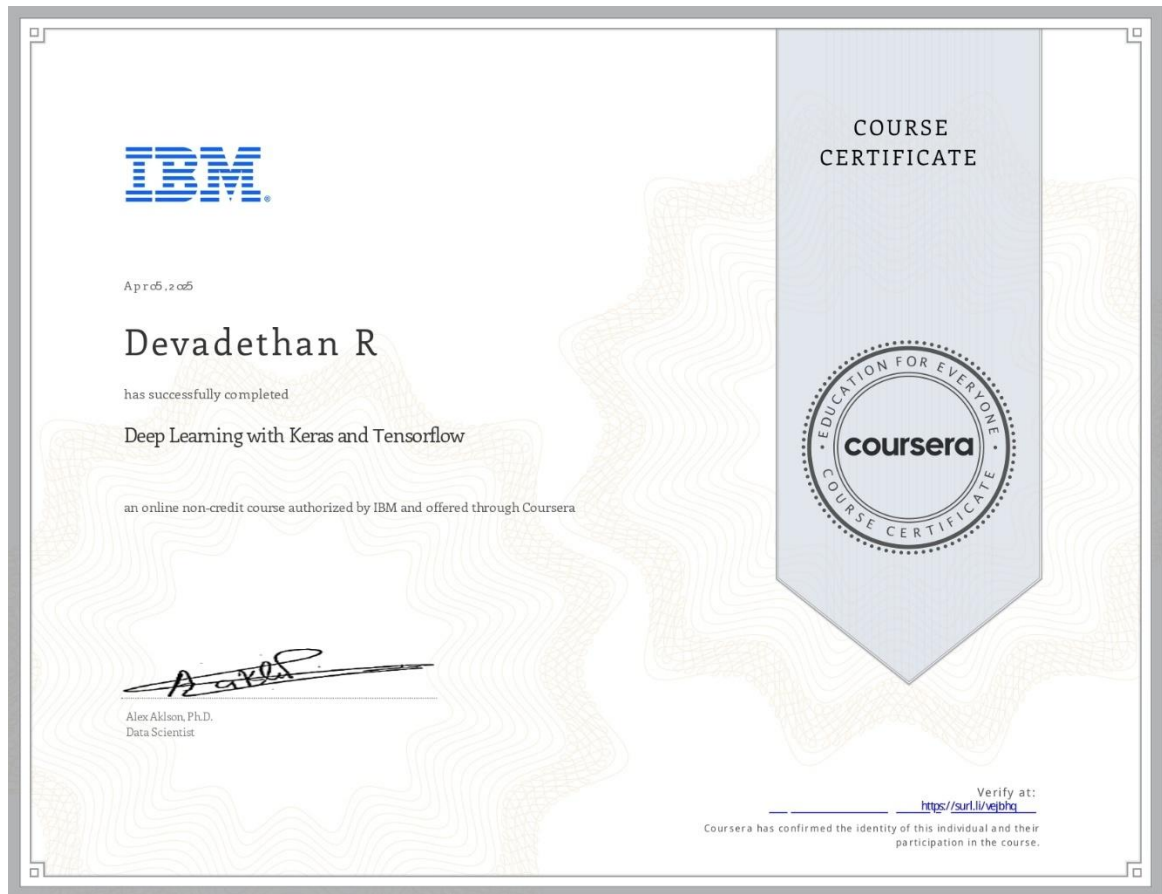 IBM
Apr 05, 2025
Devadethan R
has successfully completed
Deep Learning with Keras and Tensorflow
an online non-credit course authorized by IBM and offered through Coursera
Alex Aklson, Ph.D.
Data Scientist
COURSE
CERTIFICATE
EDUCATION FOR EVERYONE
coursera
COURSE CERTIFICATE
Verify at:
https://surl.li/vejbhq
Coursera has confirmed the identity of this individual and their
participation in the course.